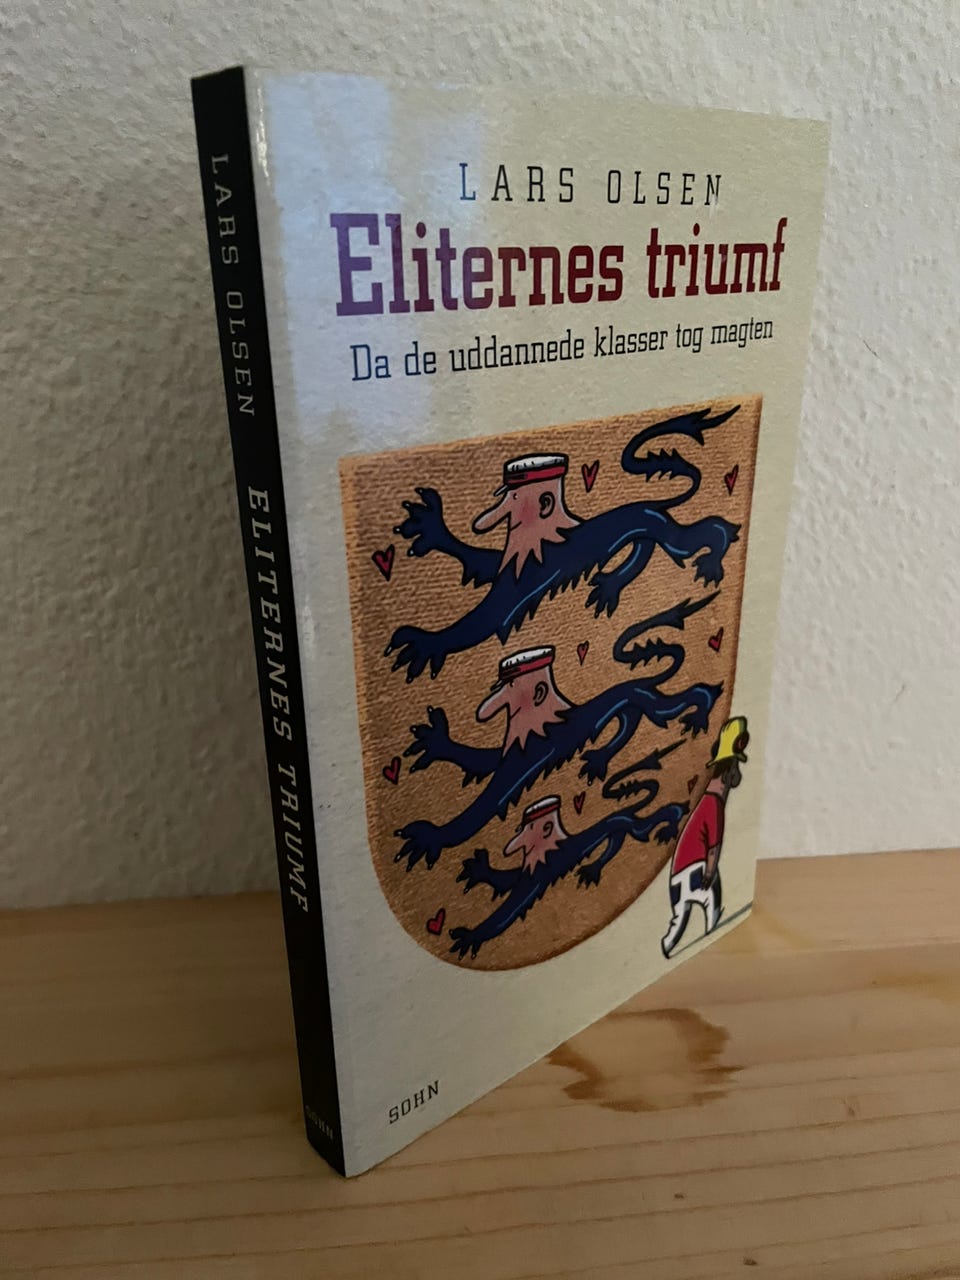 LARS OLSEN
Eliternes triumf
Da de uddannede klasser tog magten
SOHN
LARS OLSEN ELITERNES TRIUMF
SOHN